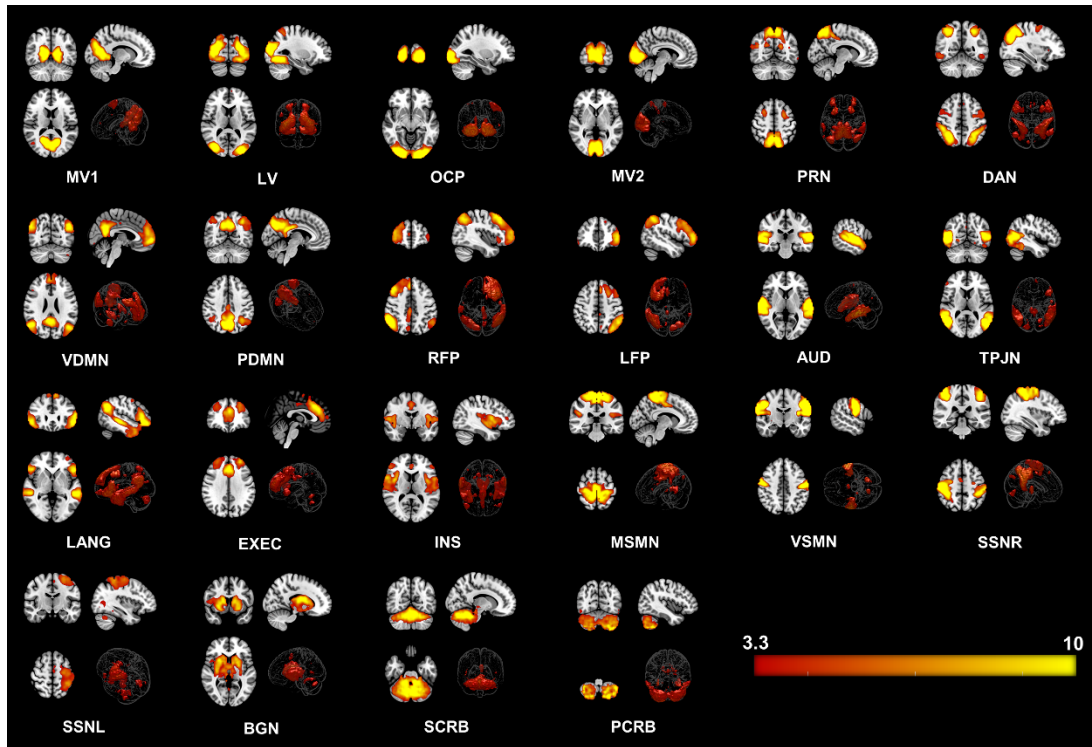 MV1 LV OCP MV2 PRN DAN
VDMN PDMN RFP LFP AUD TPJN
LANG EXEC INS MSMN VSMN SSNR
3.3 10
SSNL BGN SCRB PCRB